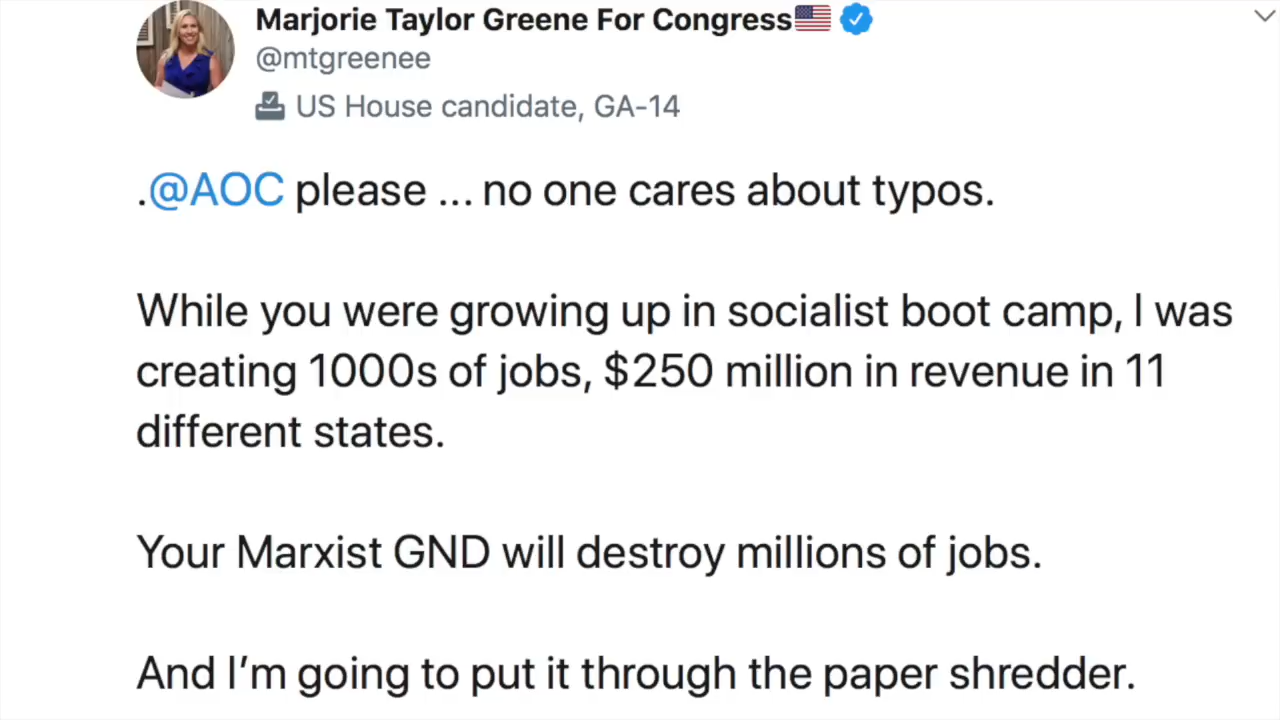 Marjorie Taylor Greene For Congress🇺🇸
@mtgreenee
US House candidate, GA-14
.@AOC please ... no one cares about typos.
While you were growing up in socialist boot camp, I was
creating 1000s of jobs, $250 million in revenue in 11
different states.
Your Marxist GND will destroy millions of jobs.
And I’m going to put it through the paper shredder.